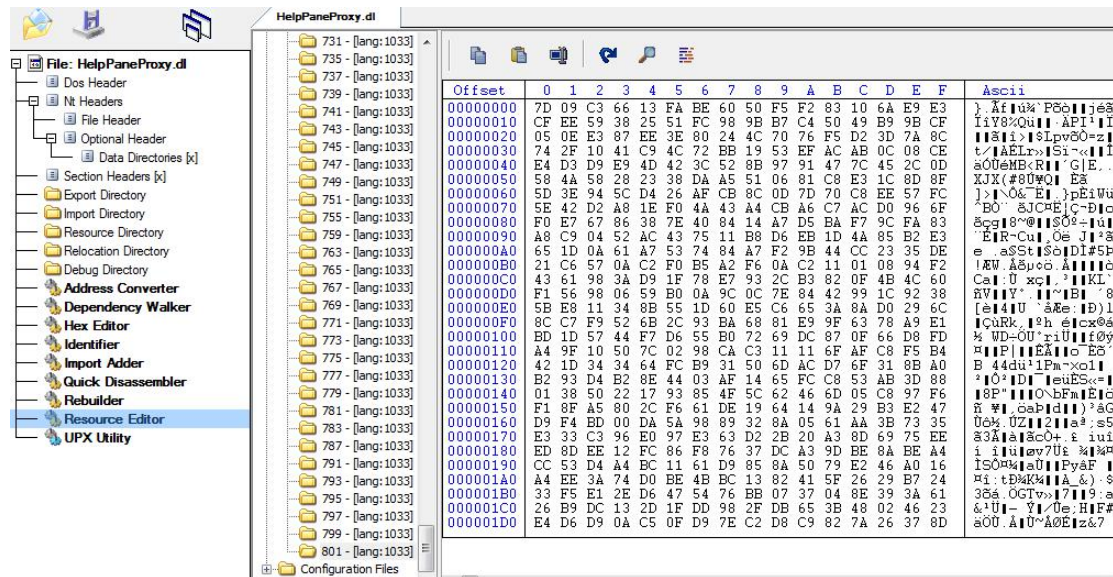 HelpPaneProxy.dl
File: HelpPaneProxy.dl
Dos Header
Nt Headers
File Header
Optional Header
Data Directories [x]
Section Headers [x]
Export Directory
Import Directory
Resource Directory
Relocation Directory
Debug Directory
Address Converter
Dependency Walker
Hex Editor
Identifier
Import Adder
Quick Disassembler
Rebuilder
Resource Editor
UPX Utility
731 - [lang:1033]
735 - [lang:1033]
737 - [lang:1033]
739 - [lang:1033]
741 - [lang:1033]
743 - [lang:1033]
747 - [lang:1033]
749 - [lang:1033]
751 - [lang:1033]
755 - [lang:1033]
757 - [lang:1033]
759 - [lang:1033]
761 - [lang:1033]
765 - [lang:1033]
767 - [lang:1033]
769 - [lang:1033]
771 - [lang:1033]
773 - [lang:1033]
775 - [lang:1033]
777 - [lang:1033]
779 - [lang:1033]
781 - [lang:1033]
783 - [lang:1033]
787 - [lang:1033]
791 - [lang:1033]
793 - [lang:1033]
795 - [lang:1033]
797 - [lang:1033]
799 - [lang:1033]
801 - [lang:1033]
Configuration Files
Offset 0 1 2 3 4 5 6 7 8 9 A B C D E F Ascii
00000000 7D 09 C3 66 13 FA BE 60 50 F5 F2 83 10 6A E9 E3
00000010 CF EE 59 38 25 51 FC 98 9B B7 C4 50 49 B9 9B CF
00000020 05 0E E3 87 EE 3E 80 24 4C 70 76 F5 D2 3D 7A 8C
00000030 74 2F 10 41 C9 4C 72 BB 19 53 EF AC AB 0C 08 CE
00000040 E4 D3 D9 E9 4D 42 3C 52 8B 97 91 47 7C 45 2C 0D
00000050 58 4A 58 28 23 38 DA A5 51 06 81 C8 E3 1C 8D 8F
00000060 5D 3E 94 5C D4 26 AF CB 8C 0D 7D 70 C8 EE 57 FC
00000070 5E 42 D2 A8 1E F0 4A 43 A4 CB A6 C7 AC D0 96 6F
00000080 F0 E7 67 86 38 7E 40 84 14 A7 D5 BA F7 9C FA 83
00000090 A8 C9 04 52 AC 43 75 11 B8 D6 EB 1D 4A 85 B2 E3
000000A0 65 1D 0A 61 A7 53 74 84 A7 F2 9B 44 CC 23 35 DE
000000B0 21 C6 57 0A C2 F0 B5 A2 F6 0A C2 11 01 08 94 F2
000000C0 43 61 98 3A D9 1F 78 E7 93 2C B3 82 0F 4B 4C 60
000000D0 F1 56 98 06 59 B0 0A 9C 0C 7E 84 42 99 1C 92 38
000000E0 5B E8 11 34 8B 55 1D 60 E5 C6 65 3A 8A D0 29 6C
000000F0 8C C7 F9 52 6B 2C 93 BA 68 81 E9 9F 63 78 A9 E1
00000100 BD 1D 57 44 F7 D6 55 B0 72 69 DC 87 0F 66 D8 FD
00000110 A4 9F 10 50 7C 02 98 CA C3 11 11 6F AF C8 F5 B4
00000120 42 1D 34 34 64 FC B9 31 50 6D AC D7 6F 31 8B A0
00000130 B2 93 D4 B2 8E 44 03 AF 14 65 FC C8 53 AB 3D 88
00000140 01 38 50 22 17 93 85 4F 5C 62 46 6D 05 C8 97 F6
00000150 F1 8F A5 80 2C F6 61 DE 19 64 14 9A 29 B3 E2 47
00000160 D9 F4 BD 00 DA 5A 98 89 32 8A 05 61 AA 3B 73 35
00000170 E3 33 C3 96 E0 97 E3 63 D2 2B 20 A3 8D 69 75 EE
00000180 ED 8D EE 12 FC 86 F8 76 37 DC A3 9D BE 8A BE A4
00000190 CC 53 D4 A4 BC 11 61 D9 85 8A 50 79 E2 46 A0 16
000001A0 A4 EE 3A 74 D0 BE 4B BC 13 82 41 5F 26 29 B7 24
000001B0 33 F5 E1 2E D6 47 54 76 BB 07 37 04 8E 39 3A 61
000001C0 26 B9 DC 13 2D 1F DD 98 2F DB 65 3B 48 02 46 23
000001D0 E4 D6 D9 0A C5 0F D9 7E C2 D8 C9 82 7A 26 37 8D